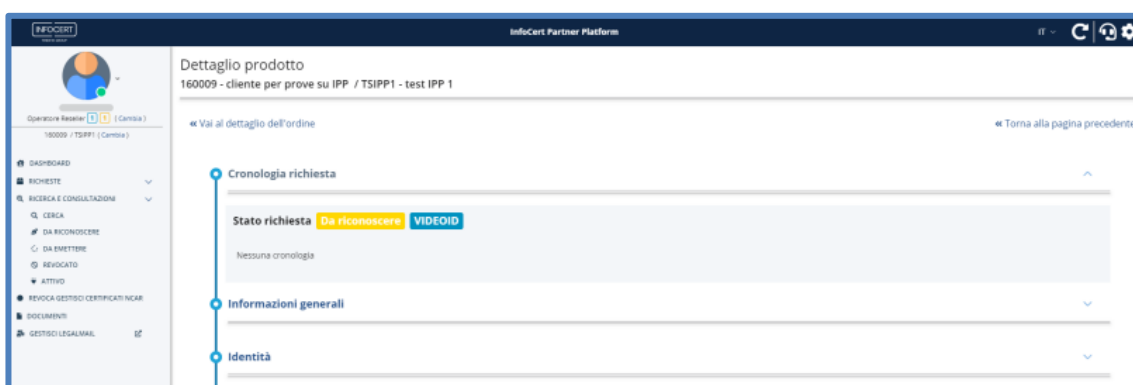 INFOCERT
InfoCert Partner Platform
IT
Dettaglio prodotto
160009 - cliente per prove su IPP / TSIPP1 - test IPP 1
Operatore Reseller 1 1 (Cambia)
160009 / TSIPP1 (Cambia)
« Vai al dettaglio dell'ordine
« Torna alla pagina precedente
DASHBOARD
RICHIESTE
RICERCA E CONSULTAZIONI
CERCA
DA RICONOSCERE
DA EMETTERE
REVOCATO
ATTIVO
REVOCA GESTISCI CERTIFICATI NCAR
DOCUMENTI
GESTISCI LEGALMAIL
Cronologia richiesta
Stato richiesta Da riconoscere VIDEOID
Nessuna cronologia
Informazioni generali
Identità